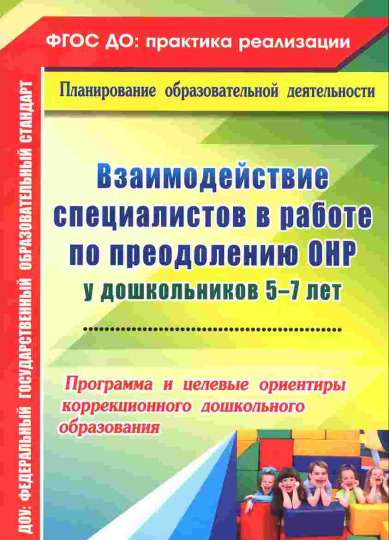 ФГОС ДО: практика реализации
Планирование образовательной деятельности
Взаимодействие
специалистов в работе
по преодолению ОНР
у дошкольников 5–7 лет
Программа и целевые ориентиры
коррекционного дошкольного
образования
ДОУ: ФЕДЕРАЛЬНЫЙ ГОСУДАРСТВЕННЫЙ ОБРАЗОВАТЕЛЬНЫЙ СТАНДАРТ